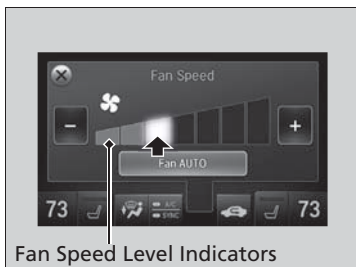 Fan Speed
-
+
Fan AUTO
73
A/C
SYNC
73
Fan Speed Level Indicators